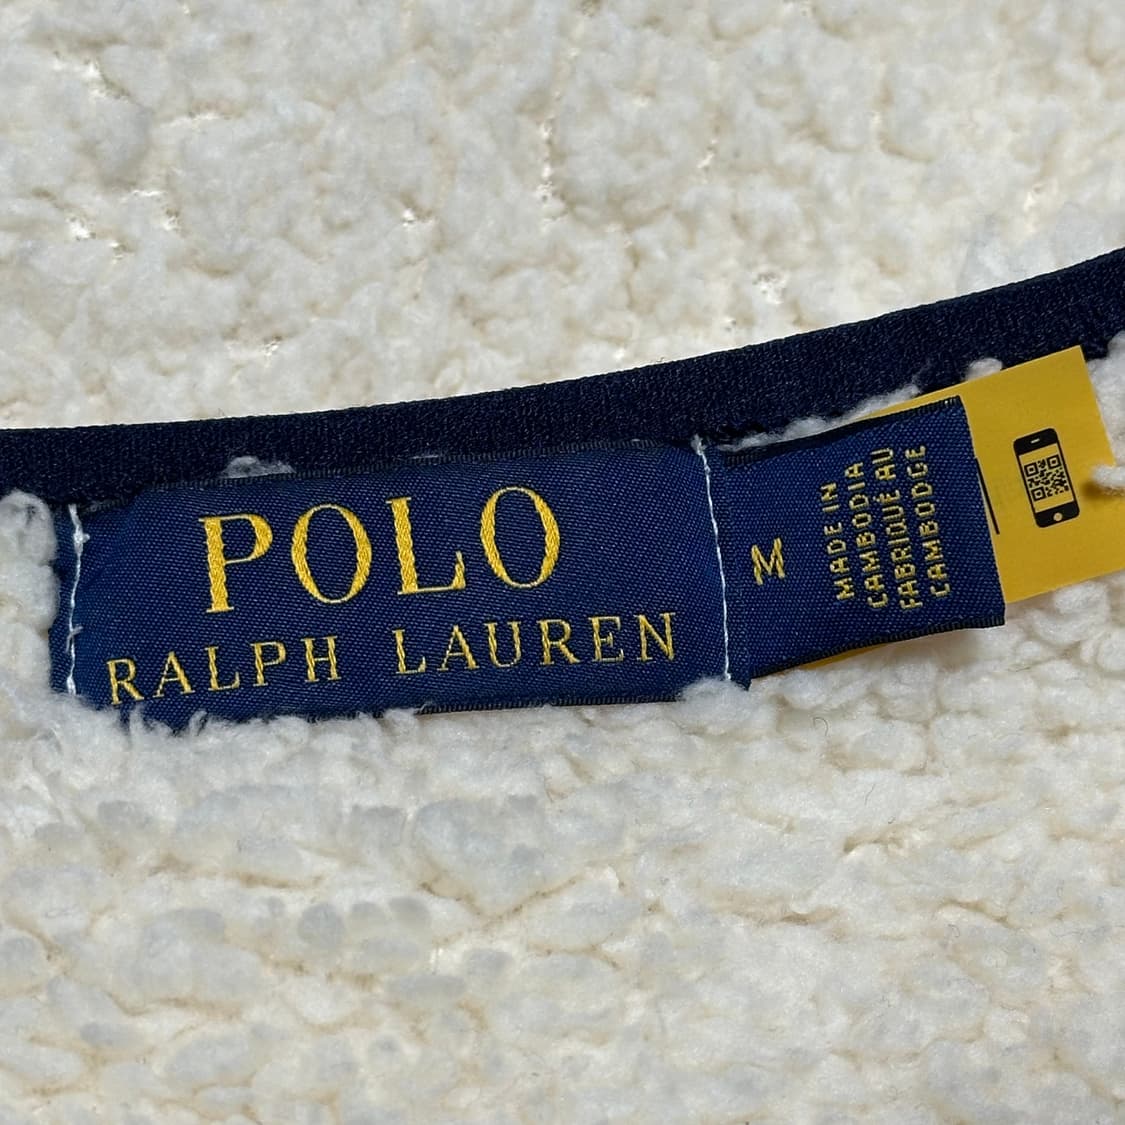 POLO
RALPH LAUREN
M
MADE IN
CAMBODIA
FABRIQUÉ AU
CAMBODGE